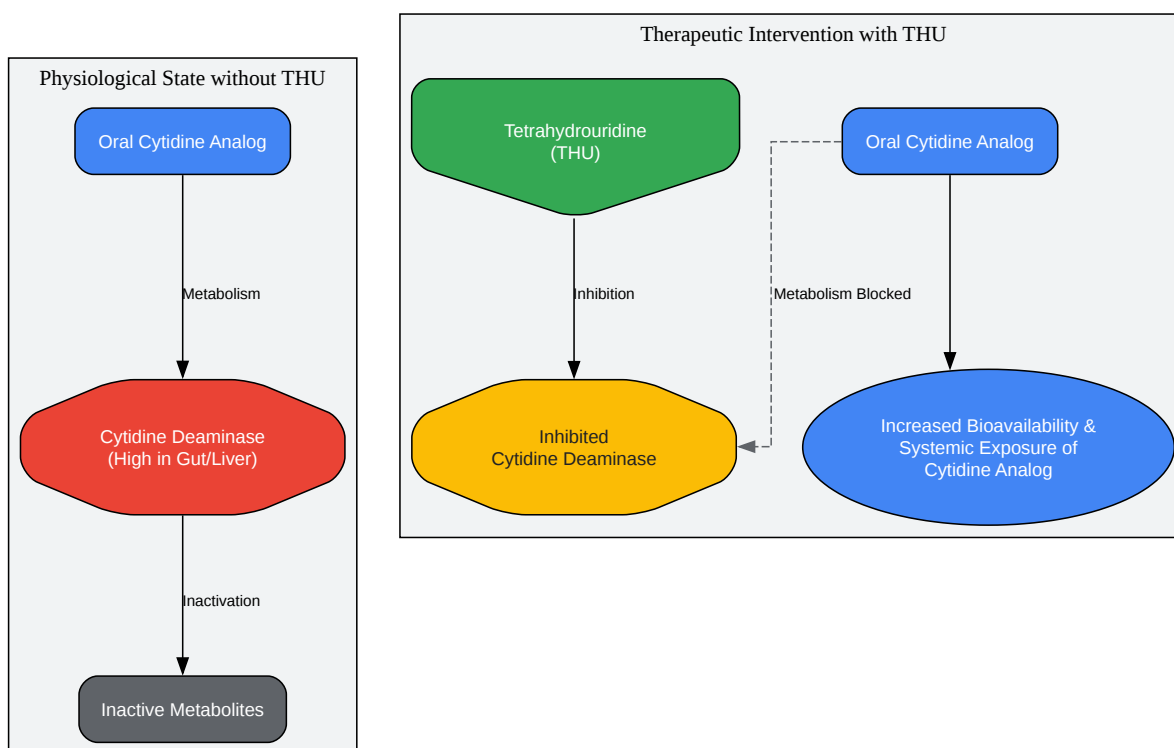 Physiological State without THU
Oral Cytidine Analog
Metabolism
Cytidine Deaminase
(High in Gut/Liver)
Inactivation
Inactive Metabolites
Therapeutic Intervention with THU
Tetrahydrouridine
(THU)
Oral Cytidine Analog
Inhibition
Metabolism Blocked
Inhibited
Cytidine Deaminase
Increased Bioavailability &
Systemic Exposure of
Cytidine Analog